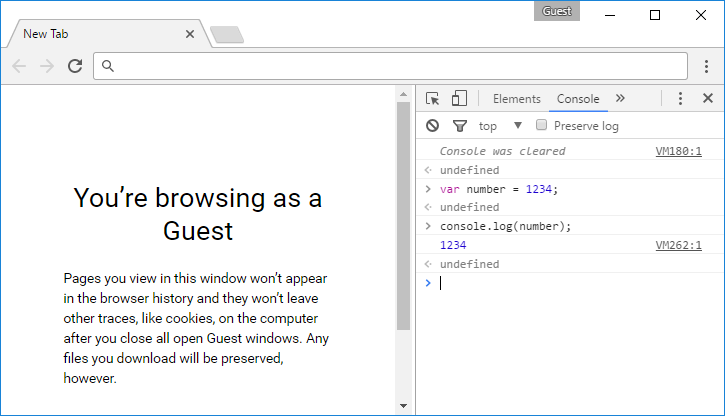 Guest
New Tab
You’re browsing as a
Guest
Pages you view in this window won’t appear
in the browser history and they won’t leave
other traces, like cookies, on the computer
after you close all open Guest windows. Any
files you download will be preserved,
however.
Elements Console »
top Preserve log
Console was cleared VM180:1
undefined
var number = 1234;
undefined
console.log(number);
1234 VM262:1
undefined